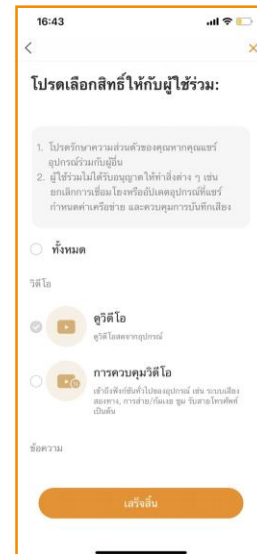 16:43
โปรดเลือกสิทธิ์ให้กับผู้ใช้ร่วม:
1. โปรดรักษาความส่วนตัวของคุณหากคุณแชร์
อุปกรณ์ร่วมกับผู้อื่น
2. ผู้ใช้ร่วมไม่ได้รับอนุญาตให้ทำสิ่งต่าง ๆ เช่น
ยกเลิกการเชื่อมโยงหรืออัปเดตอุปกรณ์ที่แชร์
กำหนดค่าเครือข่าย และควบคุมการบันทึกเสียง
ทั้งหมด
วิดีโอ
ดูวิดีโอ
ดูวิดีโอสดจากอุปกรณ์
การควบคุมวิดีโอ
เข้าถึงฟังก์ชันทั่วไปของอุปกรณ์ เช่น ระบบเสียง
สองทาง, การส่าย/ก้มเงย ซูม รับสายโทรศัพท์
เป็นต้น
ข้อความ
เสร็จสิ้น